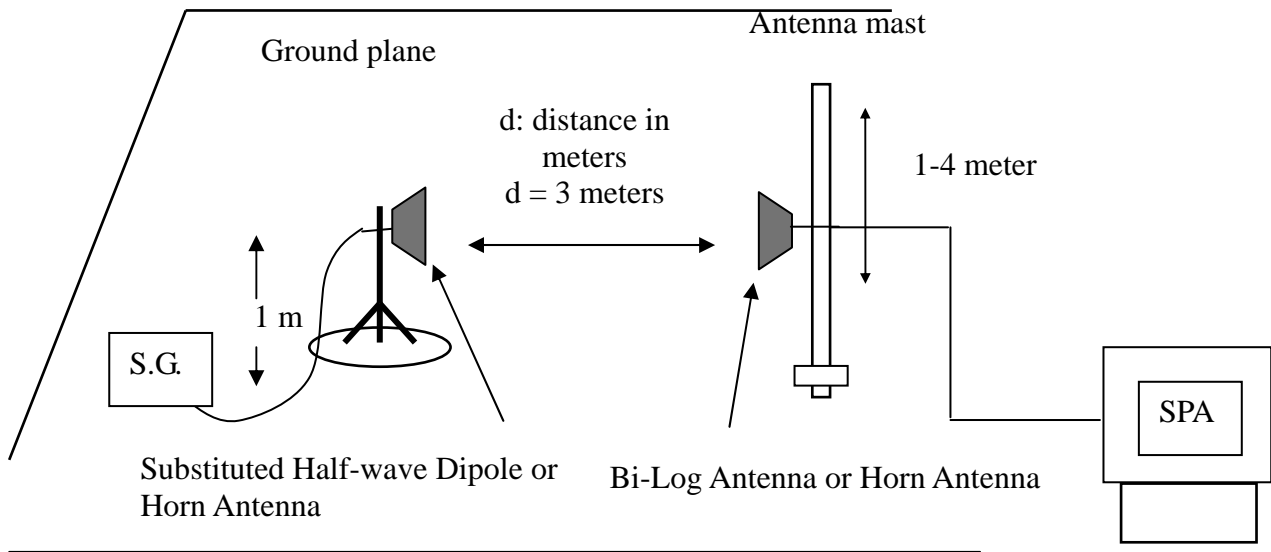 Antenna mast
Ground plane
d: distance in
meters
d = 3 meters
1-4 meter
1 m
S.G.
SPA
Substituted Half-wave Dipole or
Horn Antenna
Bi-Log Antenna or Horn Antenna